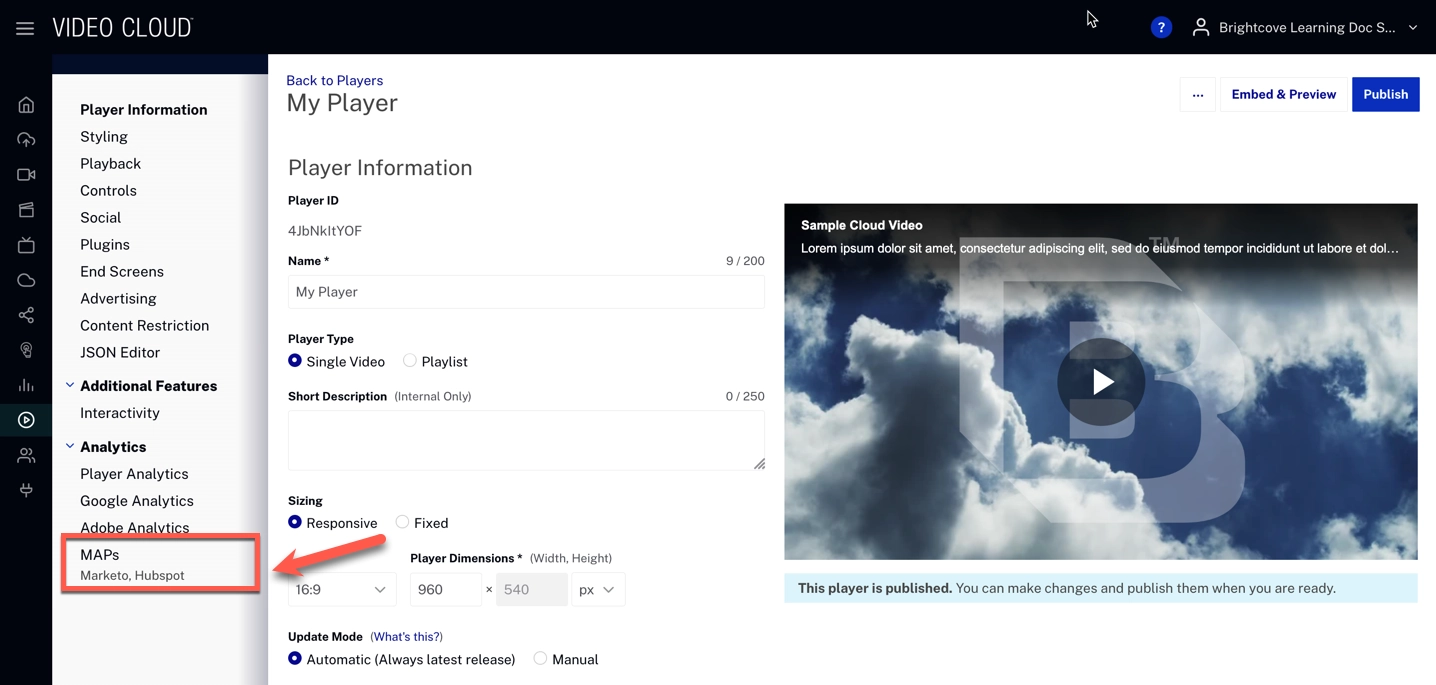 VIDEO CLOUD™
?
Brightcove Learning Doc S...
Player Information
Styling
Playback
Controls
Social
Plugins
End Screens
Advertising
Content Restriction
JSON Editor
Additional Features
Interactivity
Analytics
Player Analytics
Google Analytics
Adobe Analytics
MAPs
Marketo, Hubspot
Back to Players
My Player
...
Embed & Preview
Publish
Player Information
Player ID
4JbNkItYOF
Name * 9 / 200
My Player
Player Type
Single Video Playlist
Short Description (Internal Only) 0 / 250
Sizing
Responsive Fixed
Player Dimensions * (Width, Height)
16:9 960 × 540 px
Update Mode (What's this?)
Automatic (Always latest release) Manual
Sample Cloud Video
Lorem ipsum dolor sit amet, consectetur adipiscing elit, sed do eiusmod tempor incididunt ut labore et dol...
TM
This player is published. You can make changes and publish them when you are ready.